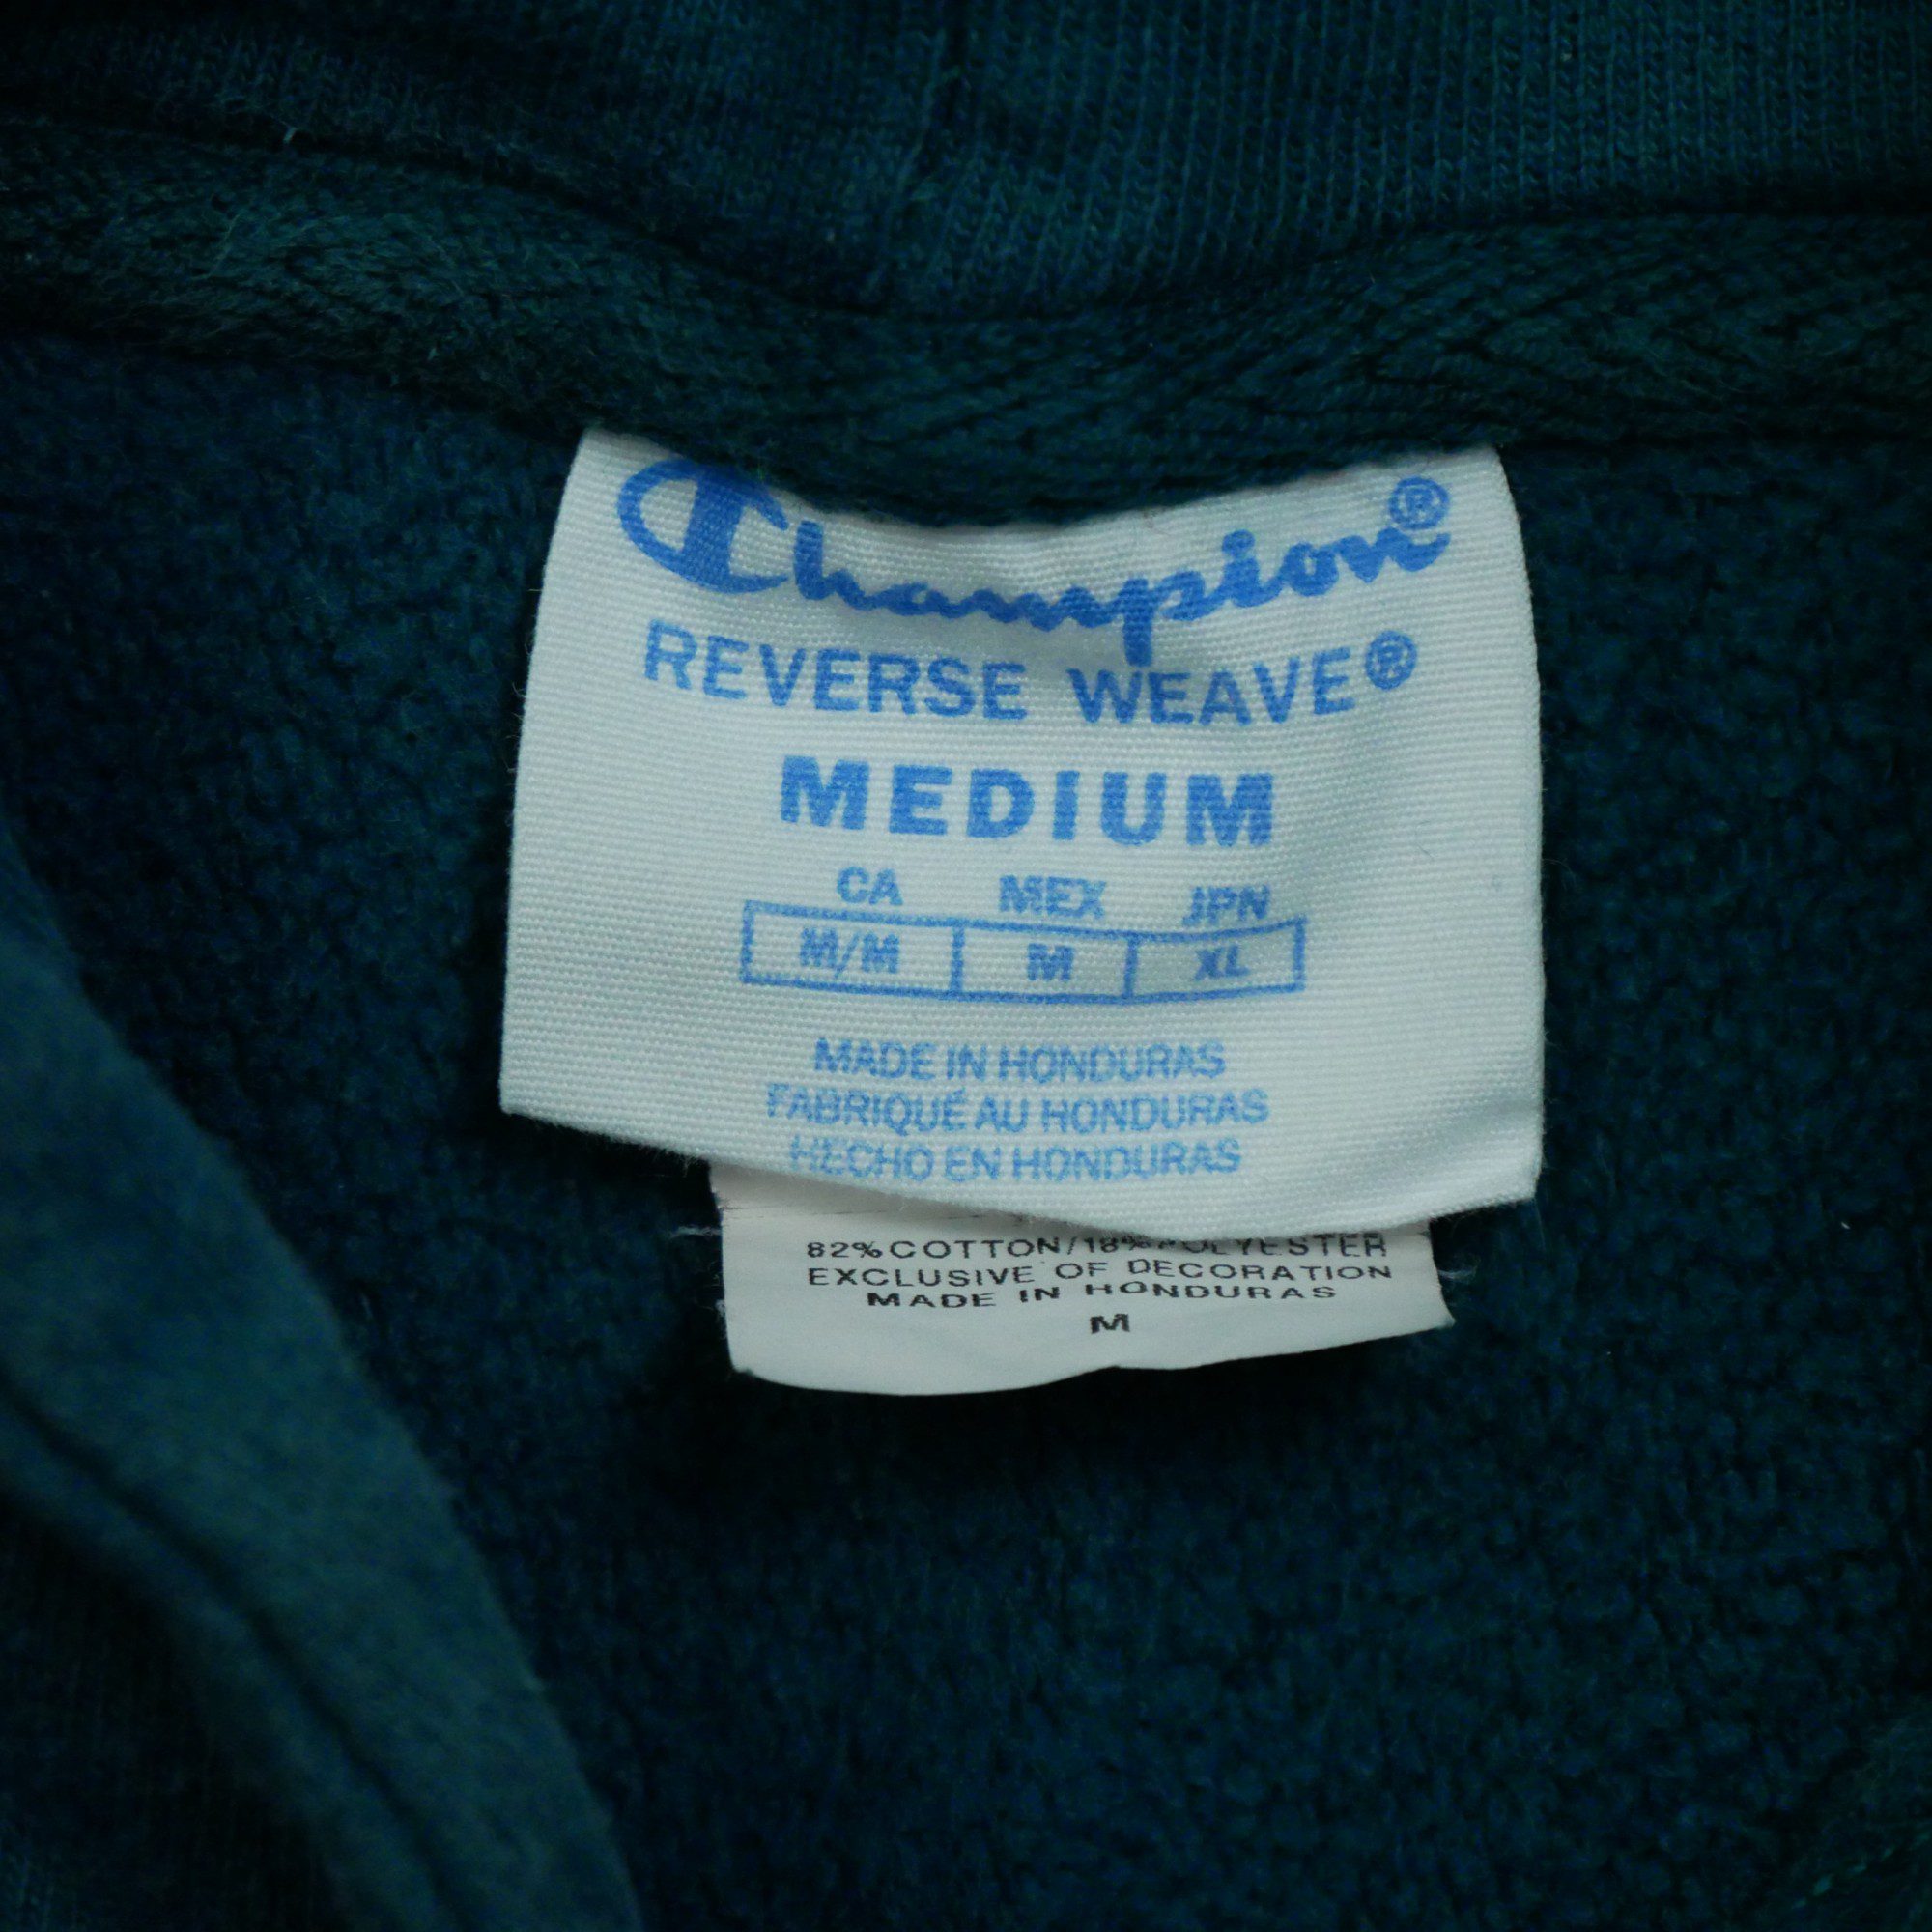 Champion®
REVERSE WEAVE®
MEDIUM
CA MEX JPN
M/M M XL
MADE IN HONDURAS
FABRIQUÉ AU HONDURAS
HECHO EN HONDURAS
82% COTTON/18% POLYESTER
EXCLUSIVE OF DECORATION
MADE IN HONDURAS
M